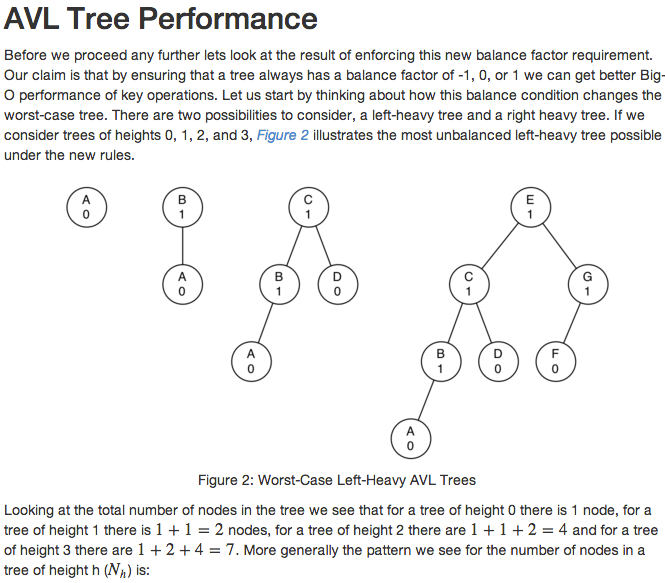 AVL Tree Performance
Before we proceed any further lets look at the result of enforcing this new balance factor requirement.
Our claim is that by ensuring that a tree always has a balance factor of -1, 0, or 1 we can get better Big-
O performance of key operations. Let us start by thinking about how this balance condition changes the
worst-case tree. There are two possibilities to consider, a left-heavy tree and a right heavy tree. If we
consider trees of heights 0, 1, 2, and 3, Figure 2 illustrates the most unbalanced left-heavy tree possible
under the new rules.
A B C E
0 1 1 1
A B D C G
0 1 0 1 1
A B D F
0 1 0 0
A
0
Figure 2: Worst-Case Left-Heavy AVL Trees
Looking at the total number of nodes in the tree we see that for a tree of height 0 there is 1 node, for a
tree of height 1 there is 1 + 1 = 2 nodes, for a tree of height 2 there are 1 + 1 + 2 = 4 and for a tree
of height 3 there are 1 + 2 + 4 = 7. More generally the pattern we see for the number of nodes in a
tree of height h (Nₕ) is: